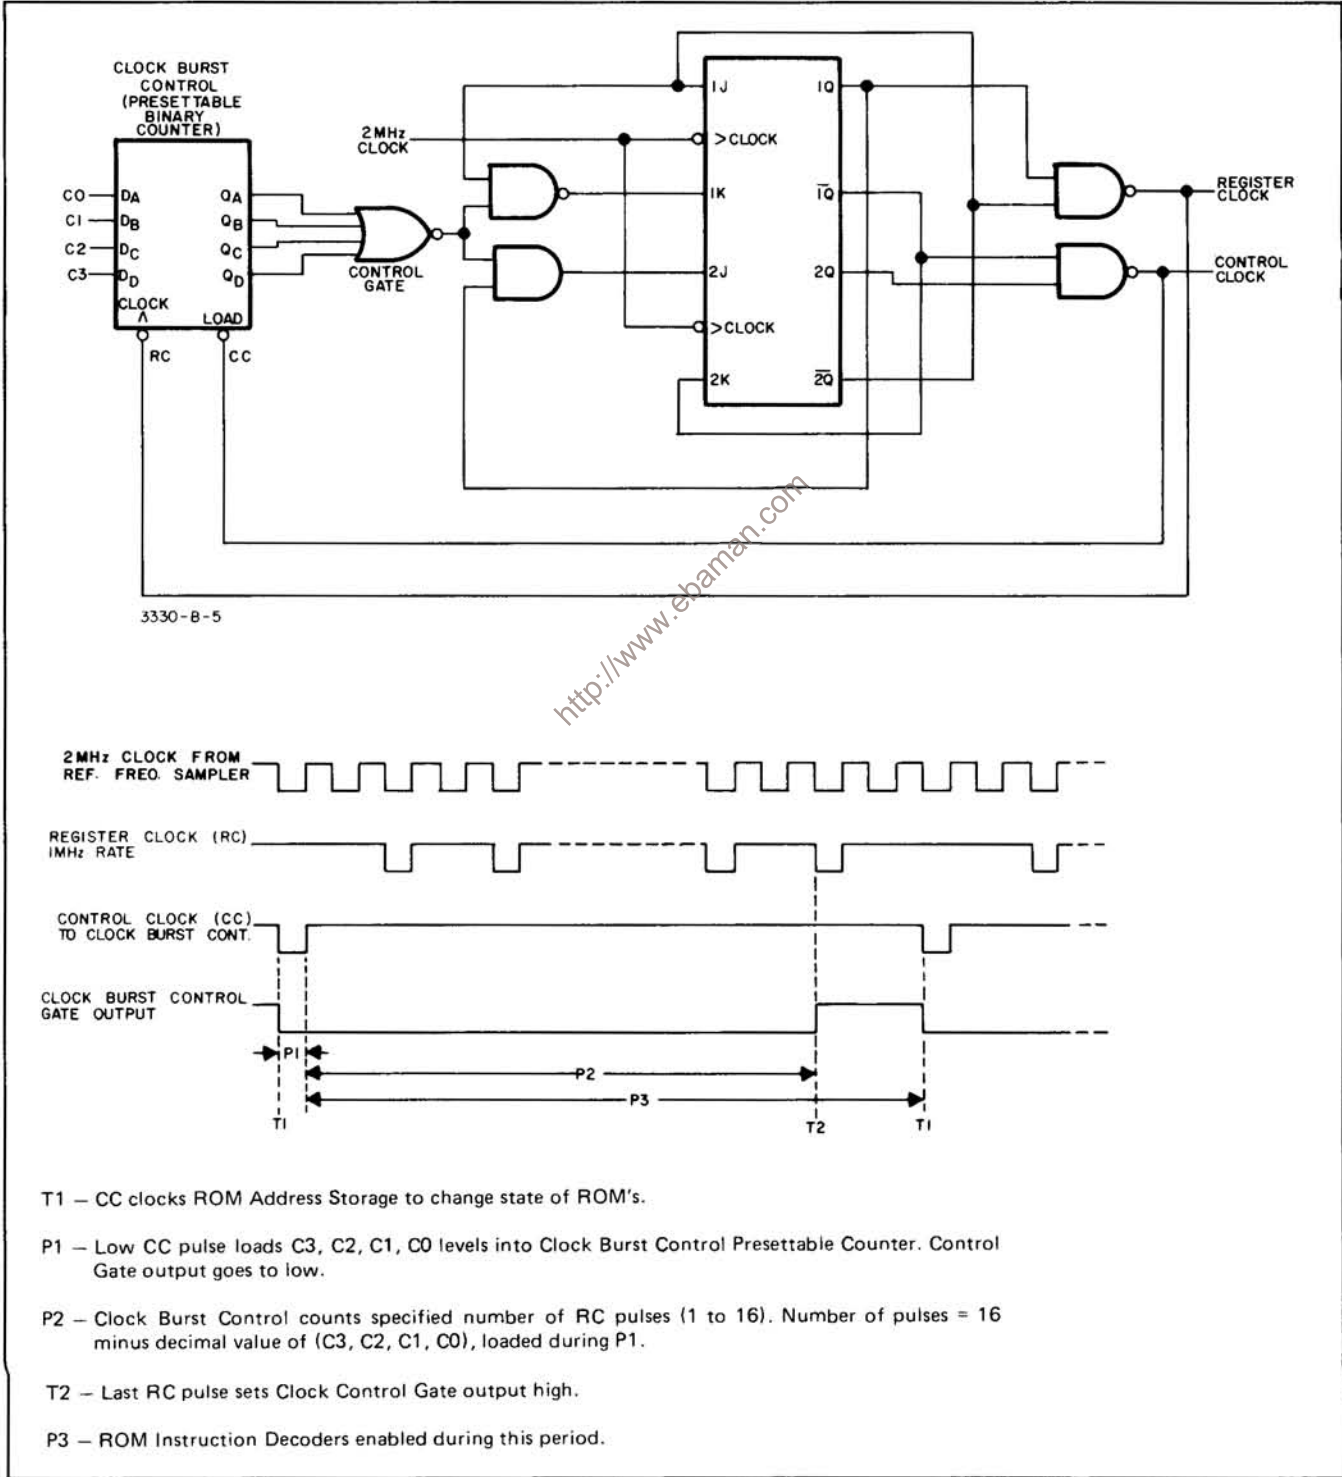 CLOCK BURST
CONTROL
(PRESETTABLE
BINARY
COUNTER)
C0
C1
C2
C3
DA
DB
DC
DD
QA
QB
QC
QD
CLOCK
LOAD
RC
CC
CONTROL
GATE
2MHz
CLOCK
1J
>CLOCK
1K
2J
>CLOCK
2K
1Q
1Q̅
2Q
2Q̅
REGISTER
CLOCK
CONTROL
CLOCK
3330-B-5
http://www.ebaman.com
2MHz CLOCK FROM
REF. FREQ. SAMPLER
REGISTER CLOCK (RC)
1MHz RATE
CONTROL CLOCK (CC)
TO CLOCK BURST CONT.
CLOCK BURST CONTROL
GATE OUTPUT
P1
P2
P3
T1
T2
T1
T1 — CC clocks ROM Address Storage to change state of ROM's.
P1 — Low CC pulse loads C3, C2, C1, C0 levels into Clock Burst Control Presettable Counter. Control
Gate output goes to low.
P2 — Clock Burst Control counts specified number of RC pulses (1 to 16). Number of pulses = 16
minus decimal value of (C3, C2, C1, C0), loaded during P1.
T2 — Last RC pulse sets Clock Control Gate output high.
P3 — ROM Instruction Decoders enabled during this period.